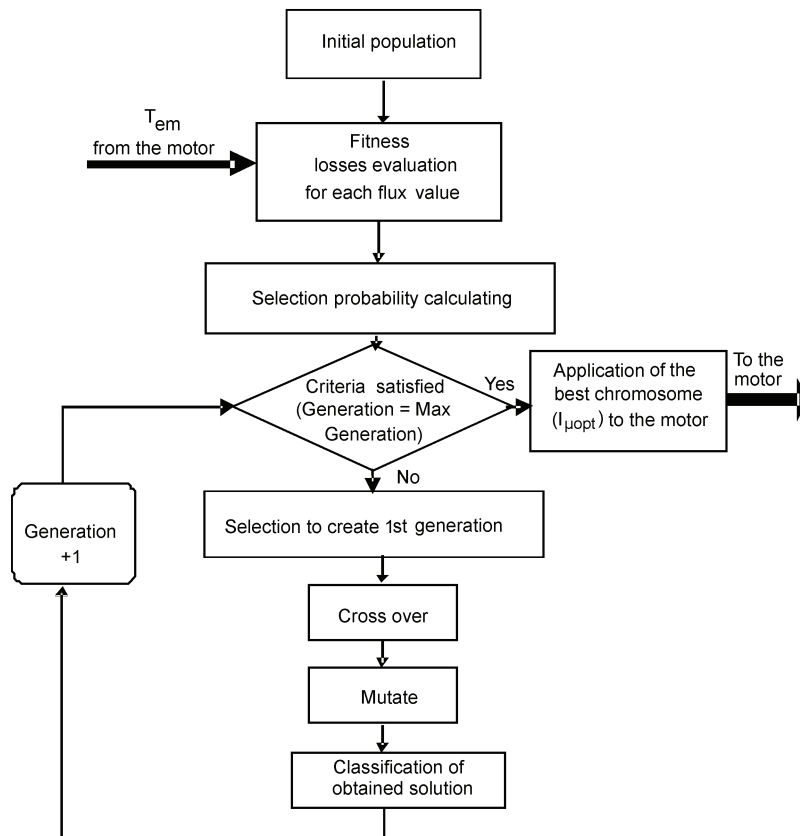 Initial population
Tem
from the motor
Fitness
losses evaluation
for each flux value
Selection probability calculating
Criteria satisfied
(Generation = Max
Generation)
Yes
Application of the
best chromosome
(Iμopt) to the motor
To the
motor
No
Selection to create 1st generation
Generation
+1
Cross over
Mutate
Classification of
obtained solution